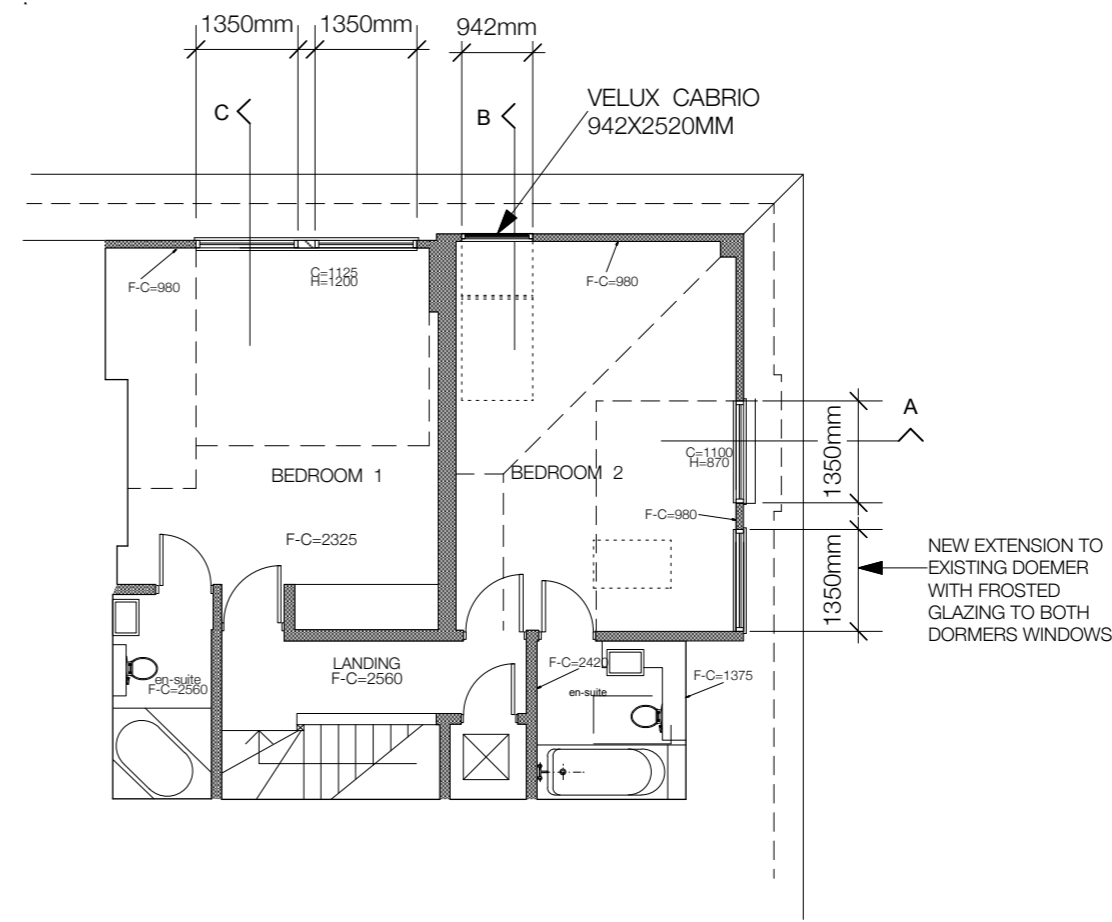 1350mm 1350mm 942mm
C
B
VELUX CABRIO
942X2520MM
F-C=980
C=1125
H=1200
F-C=980
A
1350mm
C=1100
H=870
BEDROOM 1
BEDROOM 2
F-C=980
F-C=2325
1350mm
NEW EXTENSION TO
EXISTING DOEMER
WITH FROSTED
GLAZING TO BOTH
DORMERS WINDOWS
LANDING
F-C=2560
F-C=2420
F-C=1375
en-suite
F-C=2560
en-suite